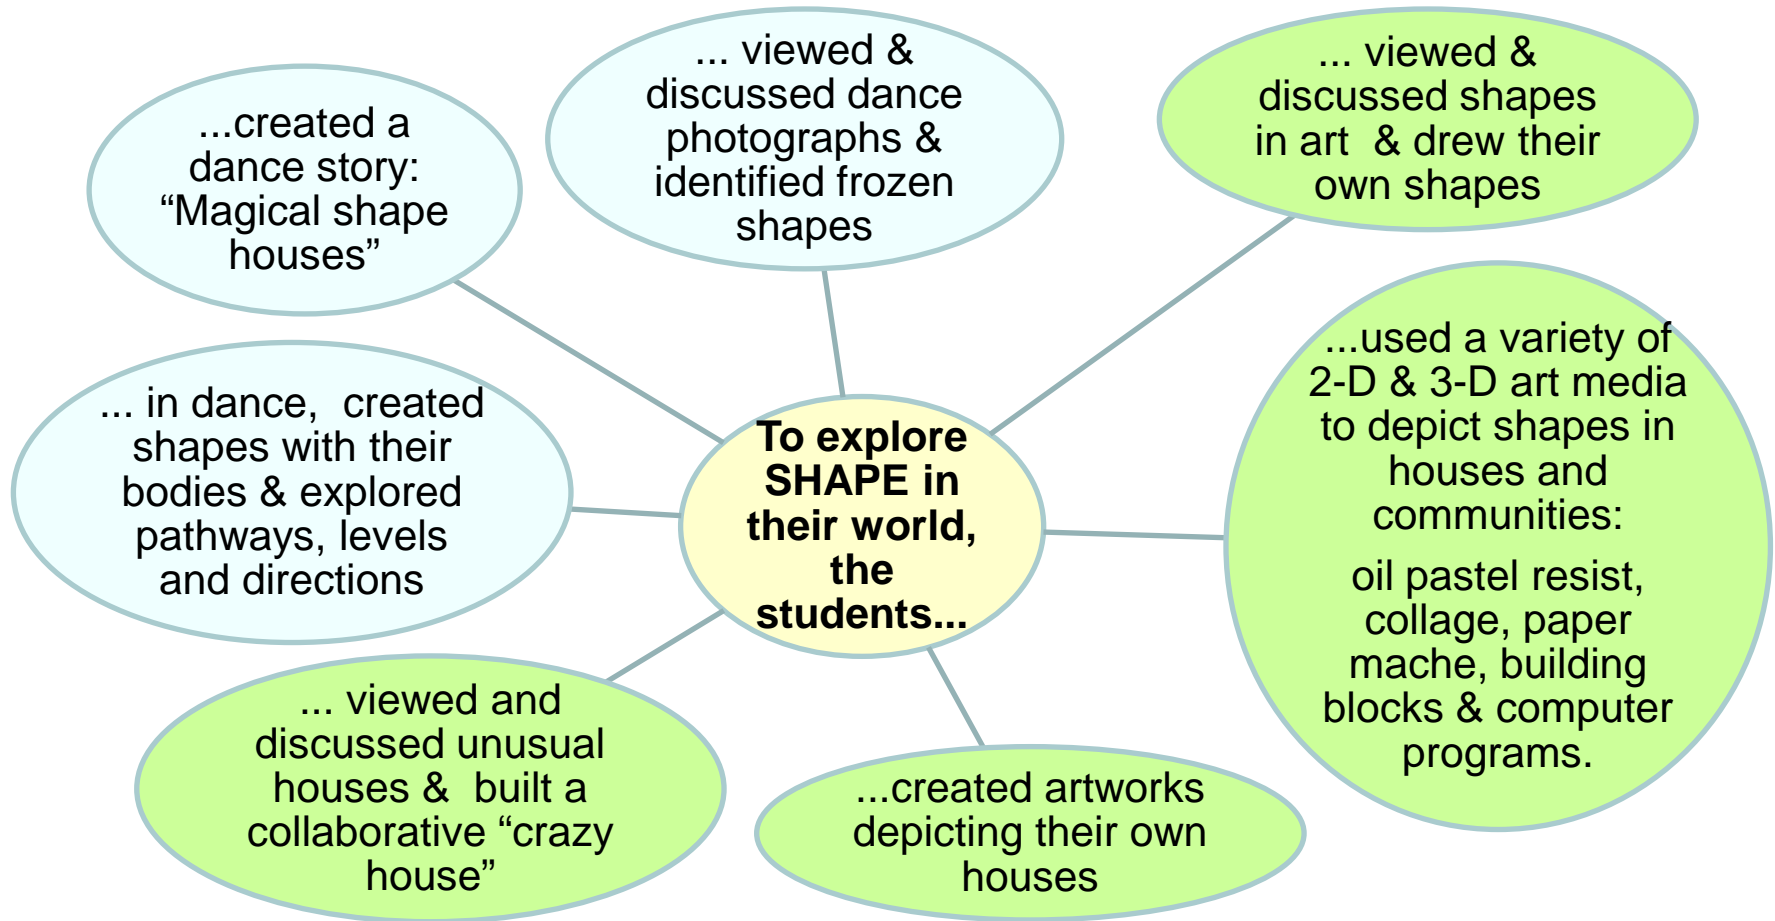 ...created a
dance story:
“Magical shape
houses”
... viewed &
discussed dance
photographs &
identified frozen
shapes
... viewed &
discussed shapes
in art & drew their
own shapes
... in dance, created
shapes with their
bodies & explored
pathways, levels
and directions
To explore
SHAPE in
their world,
the
students...
...used a variety of
2-D & 3-D art media
to depict shapes in
houses and
communities:
oil pastel resist,
collage, paper
mache, building
blocks & computer
programs.
... viewed and
discussed unusual
houses & built a
collaborative “crazy
house”
...created artworks
depicting their own
houses